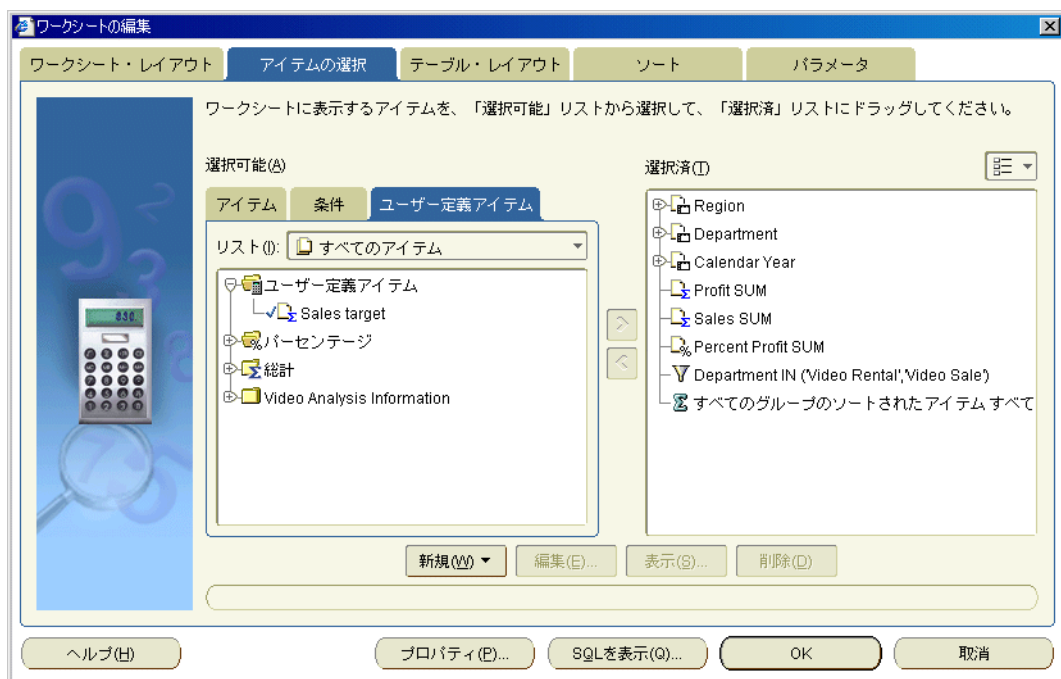 ワークシートの編集
ワークシート・レイアウト アイテムの選択 テーブル・レイアウト ソート パラメータ
ワークシートに表示するアイテムを、「選択可能」リストから選択して、「選択済」リストにドラッグしてください。
選択可能(A)
選択済(T)
アイテム 条件 ユーザー定義アイテム
リスト(I): すべてのアイテム
ユーザー定義アイテム
Sales target
パーセンテージ
総計
Video Analysis Information
Region
Department
Calendar Year
Profit SUM
Sales SUM
Percent Profit SUM
Department IN ('Video Rental','Video Sale')
すべてのグループのソートされたアイテム すべて
新規(W) 編集(E)... 表示(S)... 削除(D)
ヘルプ(H) プロパティ(P)... SQLを表示(Q)... OK 取消